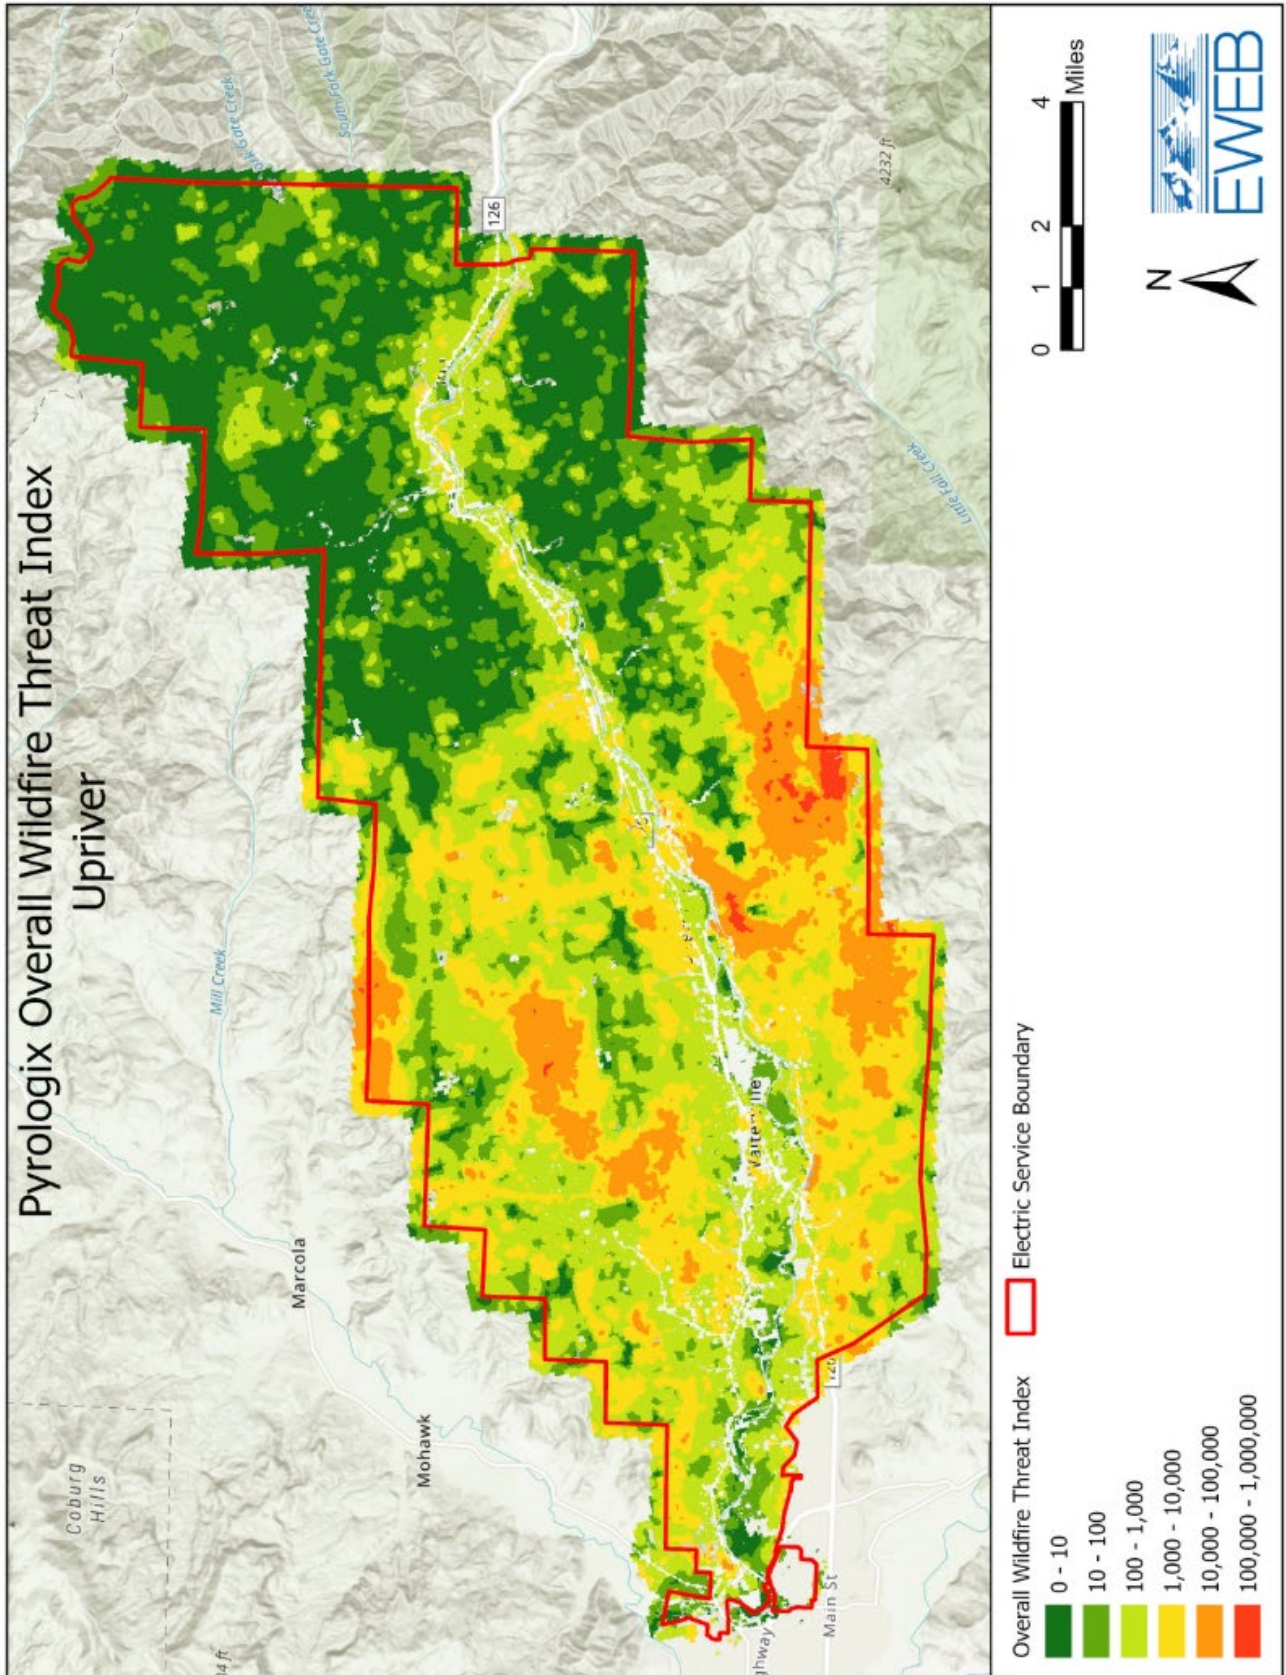 Pyrologix Overall Wildfire Threat Index
Upriver
Coburg
Hills
Mohawk
Marcola
Mill Creek
South Fork Gate Creek
Fork Gate Creek
126
4232 ft
Little Fall Creek
Main St
Overall Wildfire Threat Index
0 - 10
10 - 100
100 - 1,000
1,000 - 10,000
10,000 - 100,000
100,000 - 1,000,000
Electric Service Boundary
0 1 2 4
Miles
N
EWEB